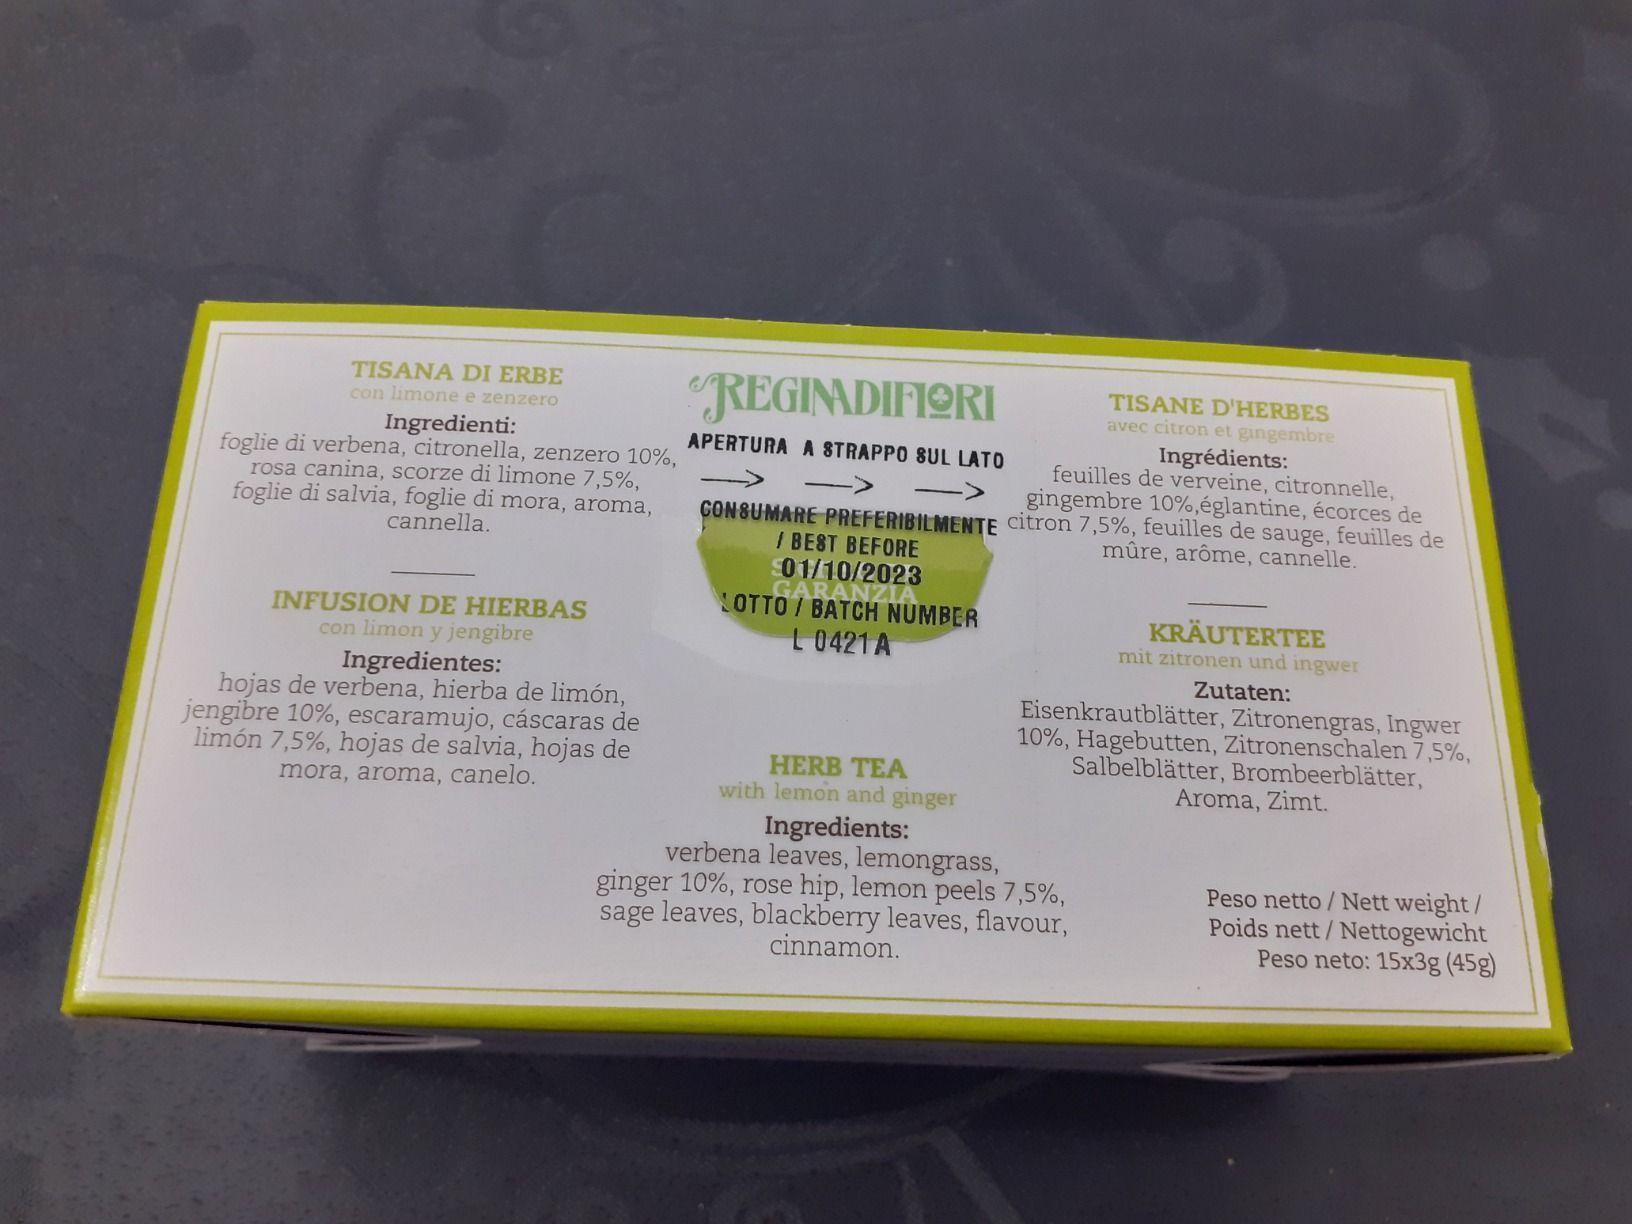 TISANA DI ERBE
con limone e zenzero
Ingredienti:
foglie di verbena, citronella, zenzero 10%,
rosa canina, scorze di limone 7,5%,
foglie di salvia, foglie di mora, aroma,
cannella.
INFUSION DE HIERBAS
con limon y jengibre
Ingredientes:
hojas de verbena, hierba de limón,
jengibre 10%, escaramujo, cáscaras de
limón 7,5%, hojas de salvia, hojas de
mora, aroma, canelo.
REGINADIFIORI
APERTURA A STRAPPO SUL LATO
CONSUMARE PREFERIBILMENTE
/ BEST BEFORE
01/10/2023
GARANZIA
LOTTO / BATCH NUMBER
L 0421A
HERB TEA
with lemon and ginger
Ingredients:
verbena leaves, lemongrass,
ginger 10%, rose hip, lemon peels 7,5%,
sage leaves, blackberry leaves, flavour,
cinnamon.
TISANE D'HERBES
avec citron et gingembre
Ingrédients:
feuilles de verveine, citronnelle,
gingembre 10%,églantine, écorces de
citron 7,5%, feuilles de sauge, feuilles de
mûre, arôme, cannelle.
KRÄUTERTEE
mit zitronen und ingwer
Zutaten:
Eisenkrautblätter, Zitronengras, Ingwer
10%, Hagebutten, Zitronenschalen 7,5%,
Salbelblätter, Brombeerblätter,
Aroma, Zimt.
Peso netto / Nett weight /
Poids nett / Nettogewicht
Peso neto: 15x3g (45g)